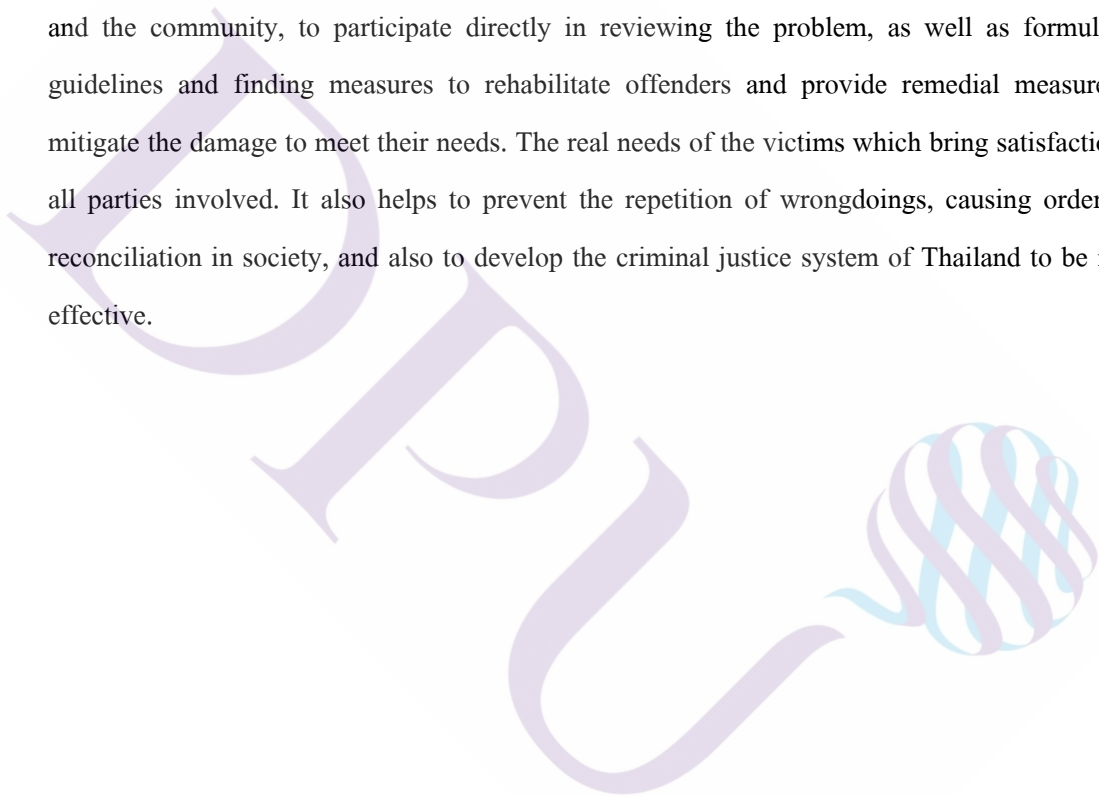 and the community, to participate directly in reviewing the problem, as well as formul
guidelines and finding measures to rehabilitate offenders and provide remedial measure
mitigate the damage to meet their needs. The real needs of the victims which bring satisfactio
all parties involved. It also helps to prevent the repetition of wrongdoings, causing order
reconciliation in society, and also to develop the criminal justice system of Thailand to be
effective.
DPU